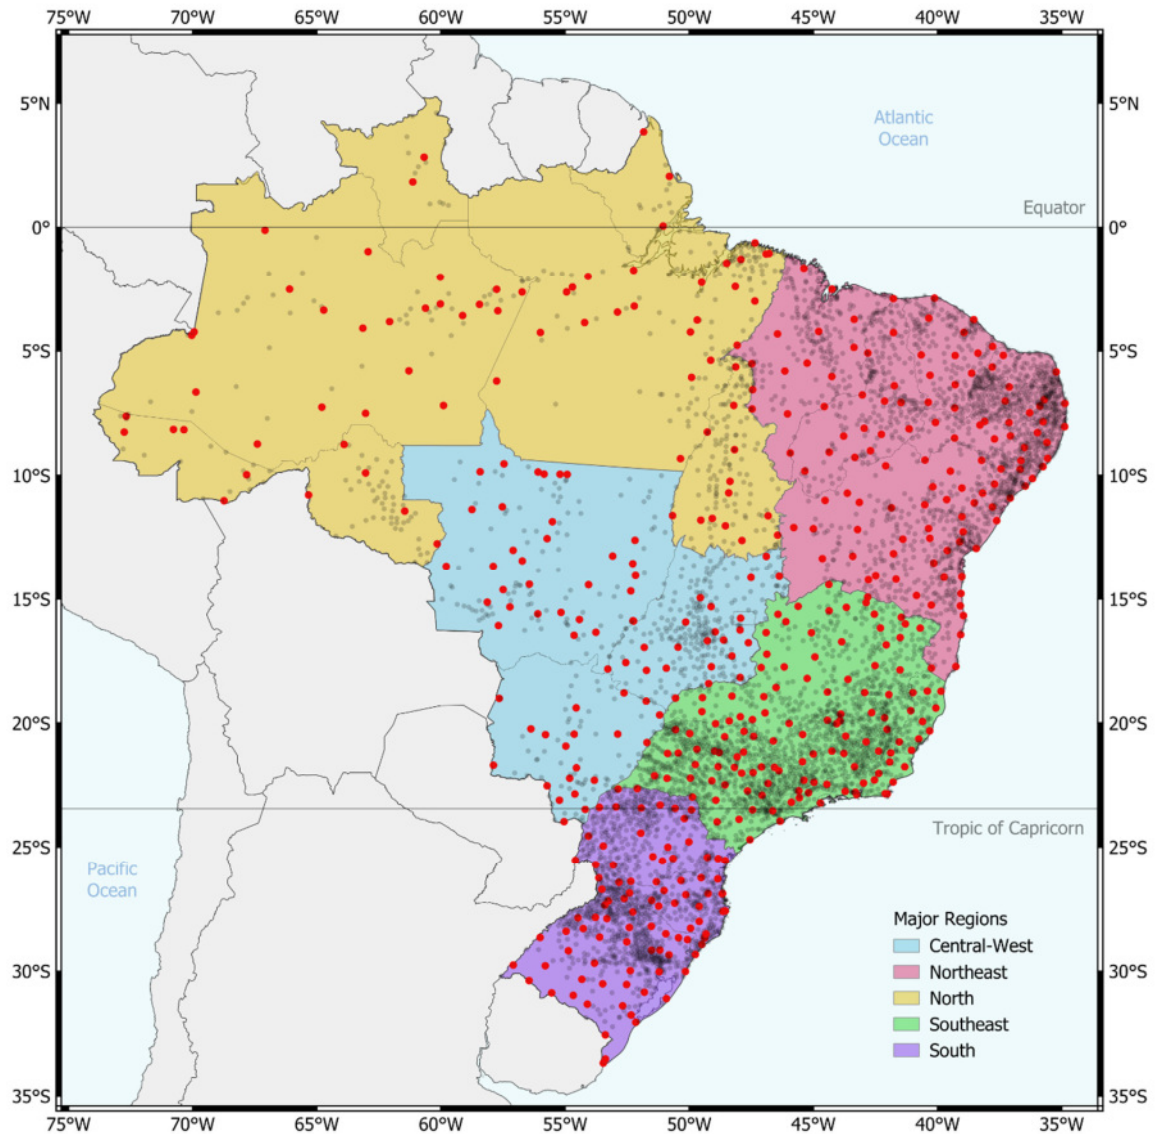 75°W 70°W 65°W 60°W 55°W 50°W 45°W 40°W 35°W
5°N 5°N
Atlantic
Ocean
Equator
0° 0°
5°S 5°S
10°S 10°S
15°S 15°S
20°S 20°S
Tropic of Capricorn
25°S 25°S
Pacific
Ocean
Major Regions
Central-West
Northeast
30°S 30°S
North
Southeast
South
35°S 35°S
75°W 70°W 65°W 60°W 55°W 50°W 45°W 40°W 35°W